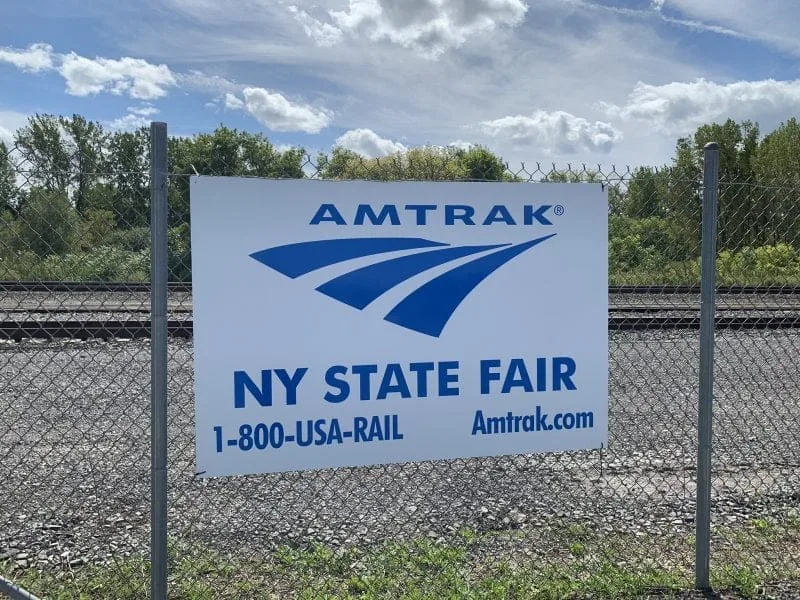 AMTRAK®
NY STATE FAIR
1-800-USA-RAIL
Amtrak.com